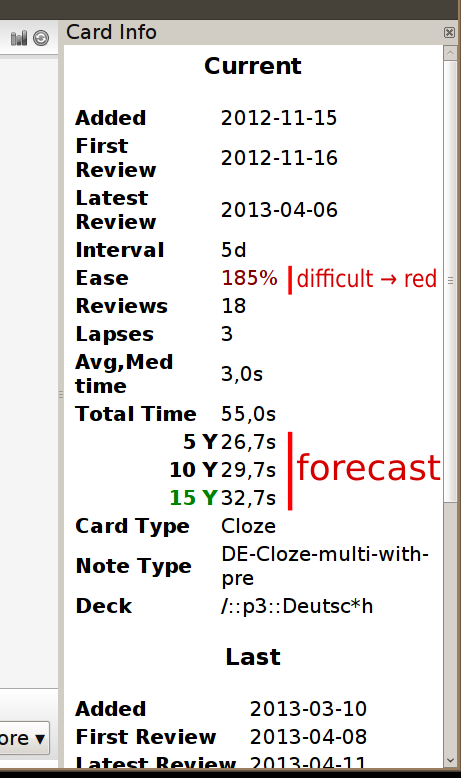 Card Info
Current
Added 2012-11-15
First
Review 2012-11-16
Latest
Review 2013-04-06
Interval 5d
Ease 185% difficult → red
Reviews 18
Lapses 3
Avg,Med
time 3,0s
Total Time 55,0s
5 Y 26,7s
10 Y 29,7s forecast
15 Y 32,7s
Card Type Cloze
Note Type DE-Cloze-multi-with-
pre
Deck /::p3::Deutsc*h
Last
Added 2013-03-10
ore ▾ First Review 2013-04-08
Latest Review 2013-04-11